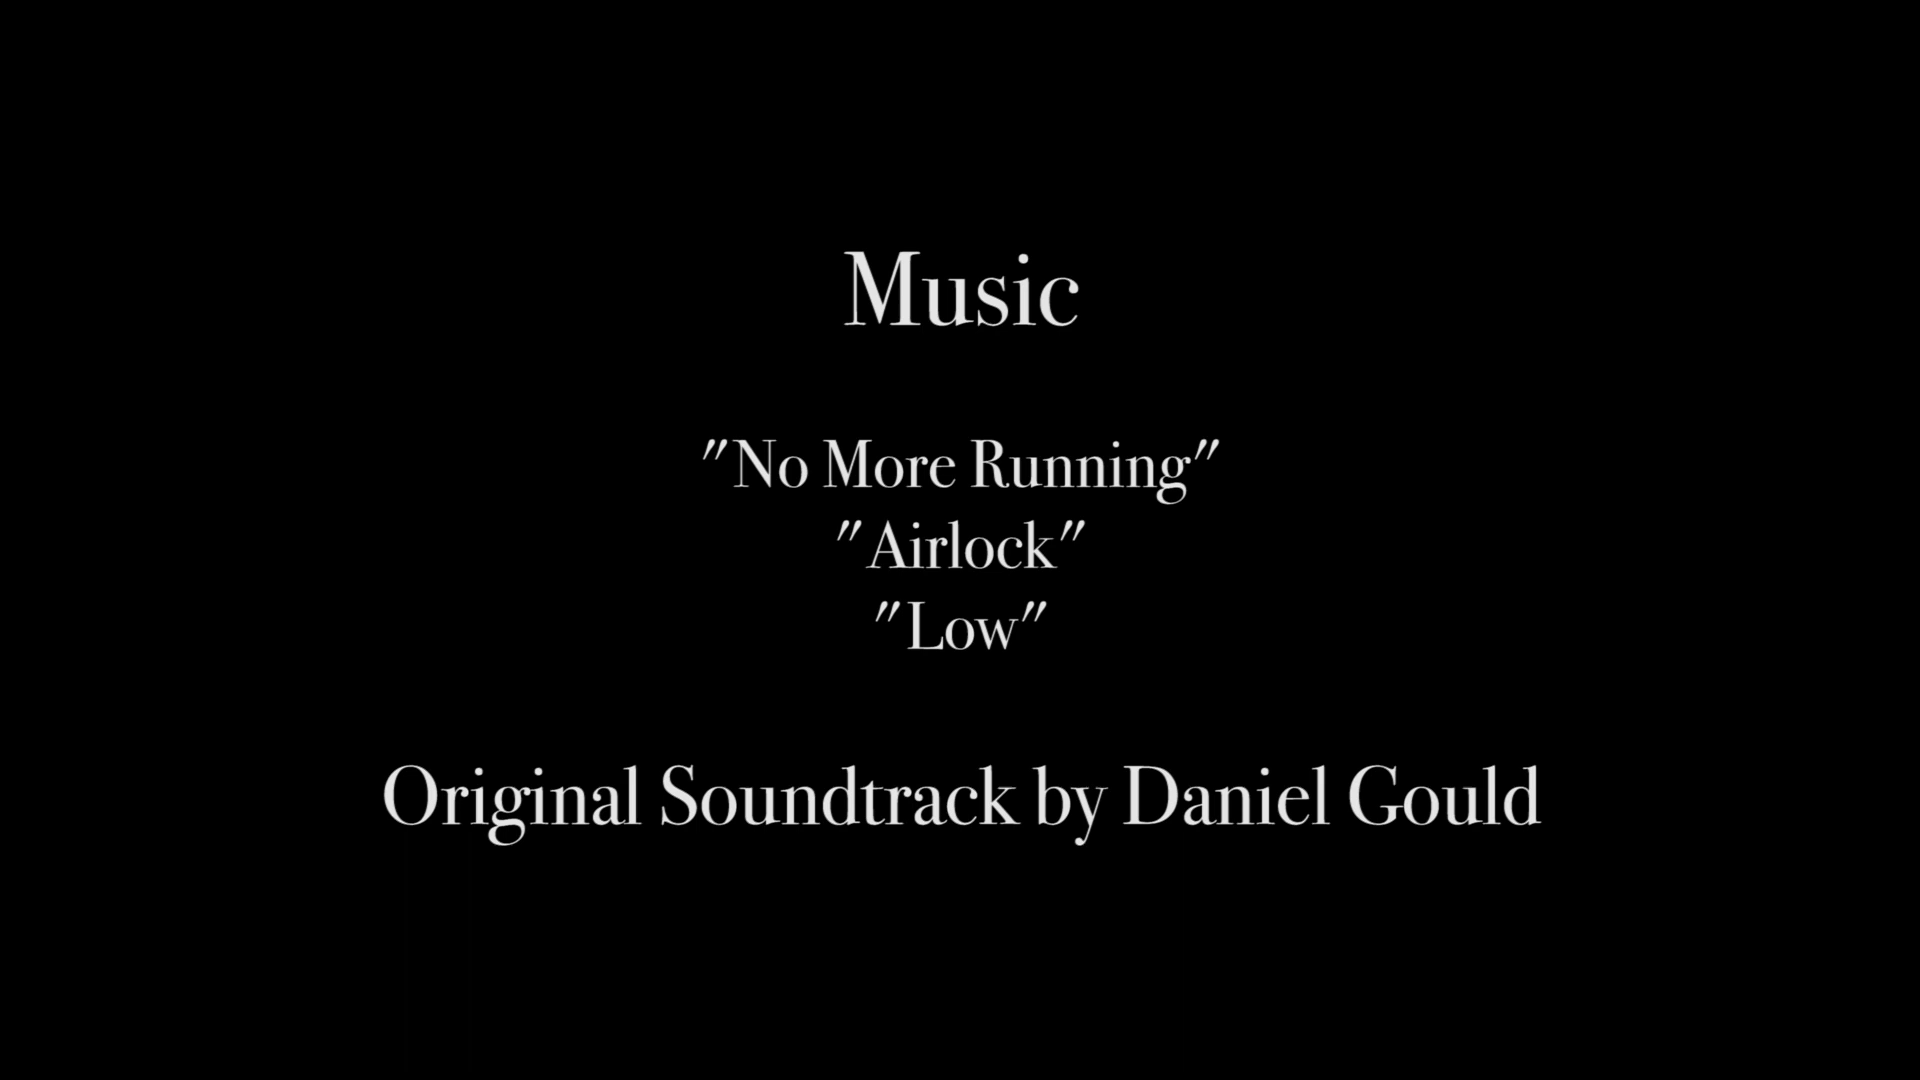 Music
"No More Running"
"Airlock"
"Low"
Original Soundtrack by Daniel Gould